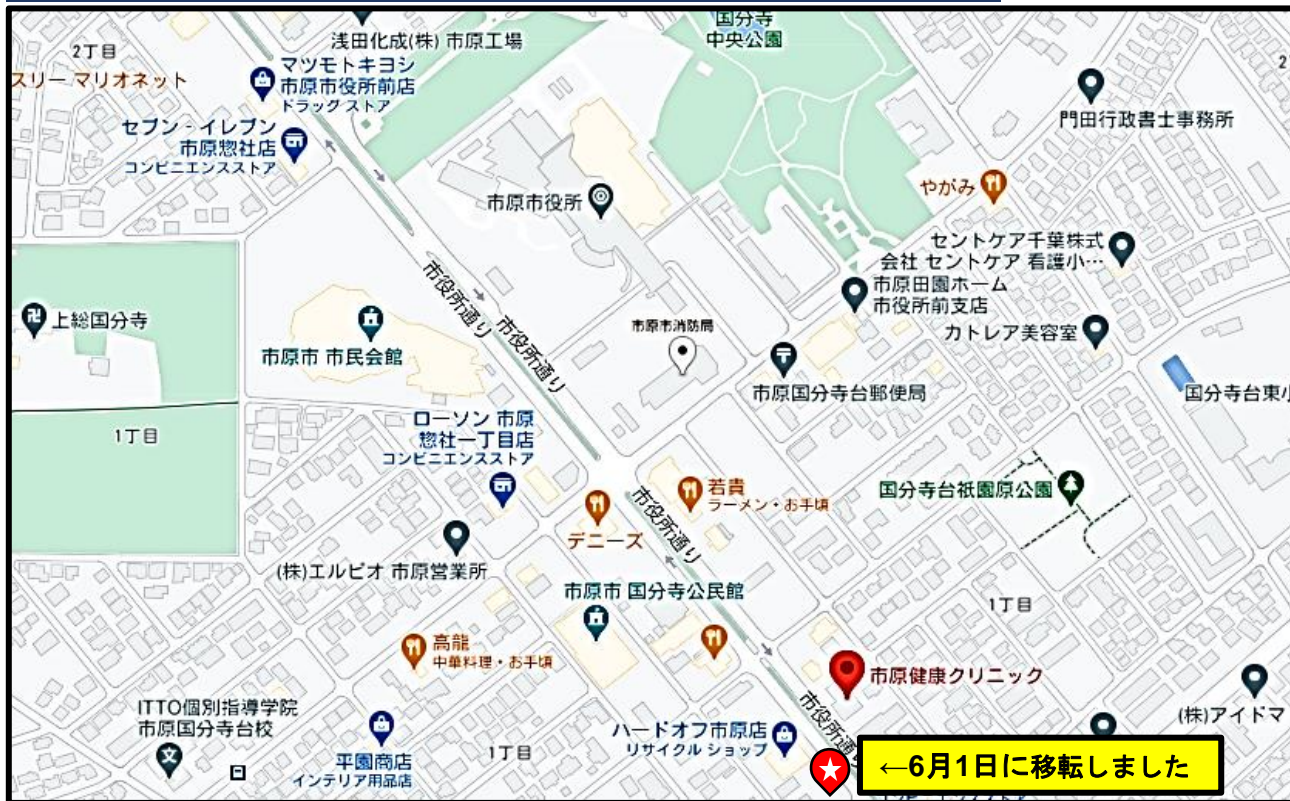 国分寺
中央公園
浅田化成(株) 市原工場
2丁目
スリー マリオネット
マツモトキヨシ
市原市役所前店
ドラッグ ストア
セブン - イレブン
市原惣社店
コンビニエンスストア
門田行政書士事務所
市原市役所
やがみ
セントケア千葉株式
会社 セントケア 看護小…
市原田園ホーム
市役所前支店
カトレア美容室
市役所通り
市役所通り
上総国分寺
市原市 市民会館
市原市消防局
市原国分寺台郵便局
国分寺台東小
1丁目
ローソン 市原
惣社一丁目店
コンビニエンスストア
若貴
ラーメン・お手頃
国分寺台祇園原公園
市役所通り
デニーズ
(株)エルピオ 市原営業所
市原市 国分寺公民館
1丁目
高龍
中華料理・お手頃
市原健康クリニック
ITTO個別指導学院
市原国分寺台校
(株)アイドマ
市役所通り
ハードオフ市原店
リサイクル ショップ
平園商店
インテリア用品店
1丁目
←6月1日に移転しました